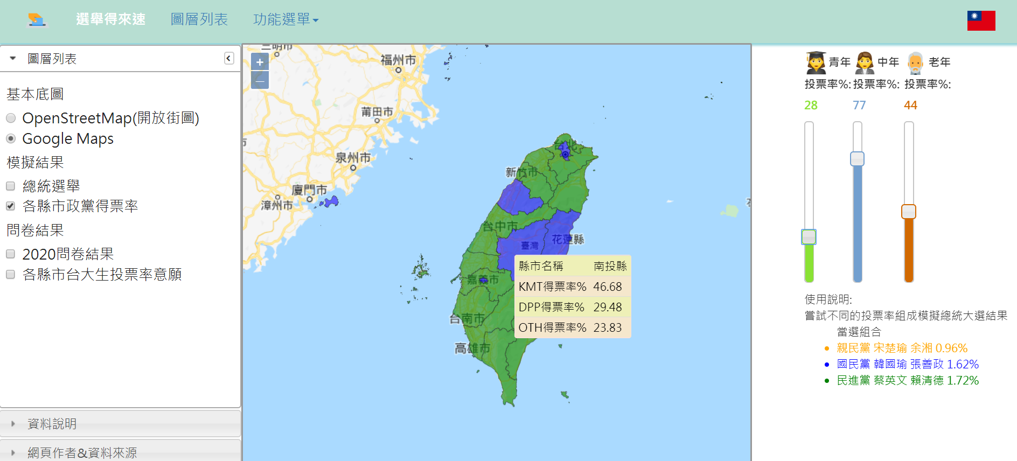 選舉得來速 圖層列表 功能選單
圖層列表
基本底圖
OpenStreetMap(開放街圖)
Google Maps
模擬結果
總統選舉
各縣市政黨得票率
問卷結果
2020問卷結果
各縣市台大生投票率意願
資料說明
網頁作者&資料來源
+
–
三明市
福州市
莆田市
泉州市
廈門市
漳州市
新竹市
台中市
花蓮縣
臺灣
嘉義市
台南市
高雄市
縣市名稱 南投縣
KMT得票率% 46.68
DPP得票率% 29.48
OTH得票率% 23.83
青年 中年 老年
投票率%: 投票率%: 投票率%:
28 77 44
使用說明:
嘗試不同的投票率組成模擬總統大選結果
當選組合
親民黨 宋楚瑜 余湘 0.96%
國民黨 韓國瑜 張善政 1.62%
民進黨 蔡英文 賴清德 1.72%